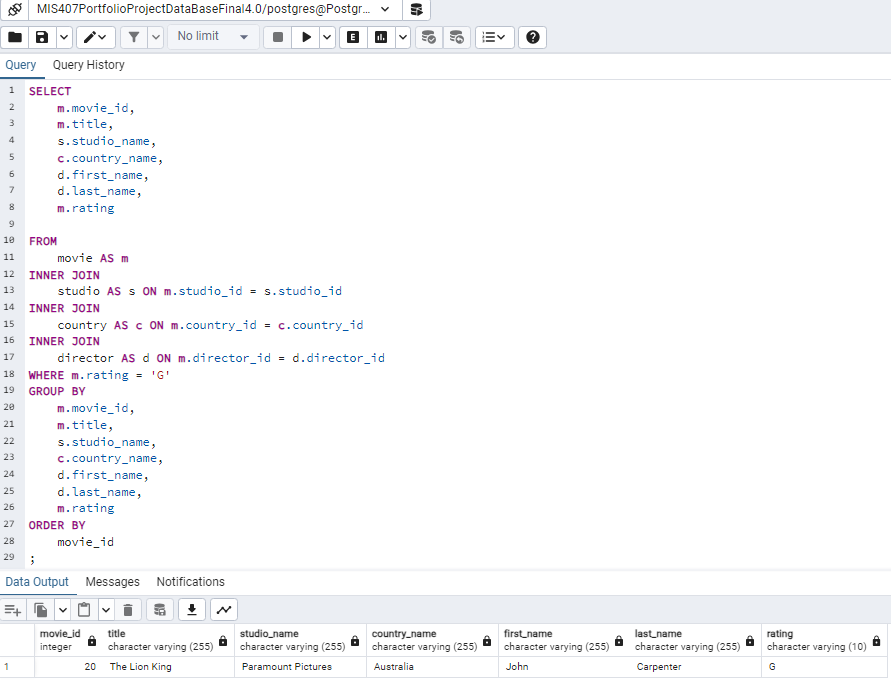 MIS407PortfolioProjectDataBaseFinal4.0/postgres@Postgr...
No limit
E
Query Query History
1 SELECT
2 m.movie_id,
3 m.title,
4 s.studio_name,
5 c.country_name,
6 d.first_name,
7 d.last_name,
8 m.rating
9
10 FROM
11 movie AS m
12 INNER JOIN
13 studio AS s ON m.studio_id = s.studio_id
14 INNER JOIN
15 country AS c ON m.country_id = c.country_id
16 INNER JOIN
17 director AS d ON m.director_id = d.director_id
18 WHERE m.rating = 'G'
19 GROUP BY
20 m.movie_id,
21 m.title,
22 s.studio_name,
23 c.country_name,
24 d.first_name,
25 d.last_name,
26 m.rating
27 ORDER BY
28 movie_id
29 ;
Data Output Messages Notifications
movie_id title studio_name country_name first_name last_name rating
integer character varying (255) character varying (255) character varying (255) character varying (255) character varying (255) character varying (10)
1 20 The Lion King Paramount Pictures Australia John Carpenter G